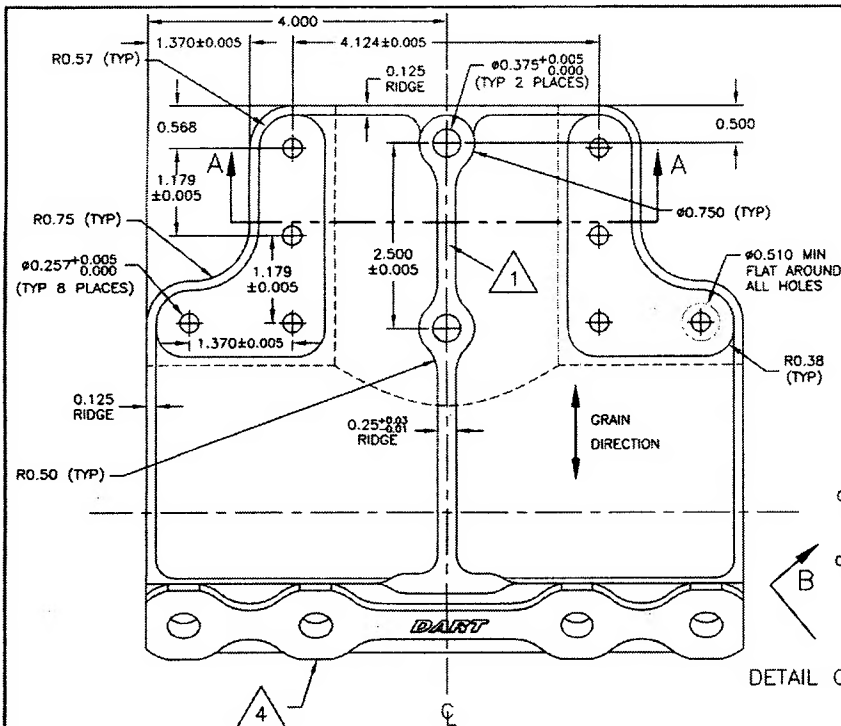 4.000
1.370±0.005
4.124±0.005
R0.57 (TYP)
0.125
RIDGE
ø0.375+0.005
0.000
(TYP 2 PLACES)
0.568
0.500
A
A
1.179
±0.005
ø0.750 (TYP)
R0.75 (TYP)
2.500
±0.005
1
ø0.257+0.005
0.000
(TYP 8 PLACES)
1.179
±0.005
ø0.510 MIN
FLAT AROUND
ALL HOLES
1.370±0.005
R0.38
(TYP)
0.125
RIDGE
0.25+0.03
-0.01
RIDGE
GRAIN
DIRECTION
R0.50 (TYP)
B
DART
DETAIL
4
℄